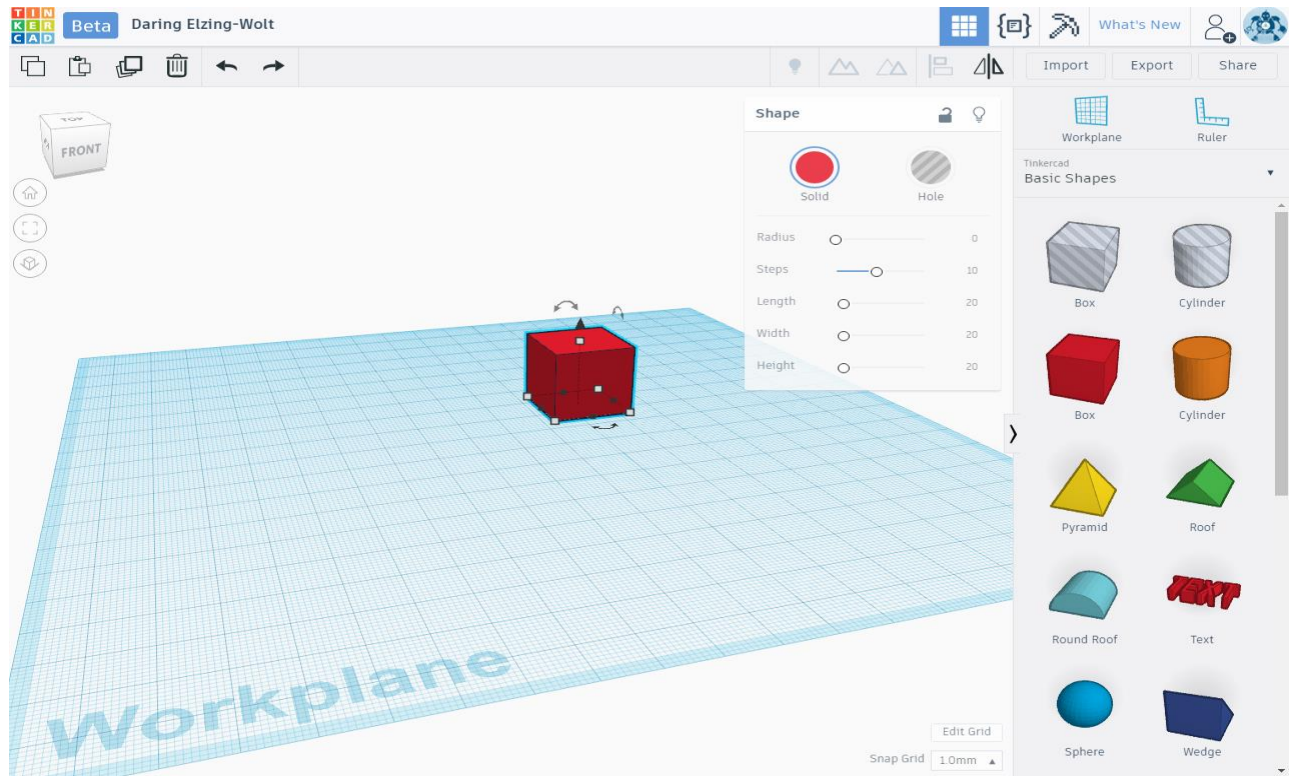 TIN
KER
CAD
Beta
Daring Elzing-Wolt
What's New
Import
Export
Share
TOP
FRONT
Shape
Solid
Hole
Radius
0
Steps
10
Length
20
Width
20
Height
20
Workplane
Ruler
Tinkercad
Basic Shapes
Box
Cylinder
Box
Cylinder
Pyramid
Roof
Round Roof
TEXT
Text
Sphere
Wedge
Workplane
Edit Grid
Snap Grid
1.0mm